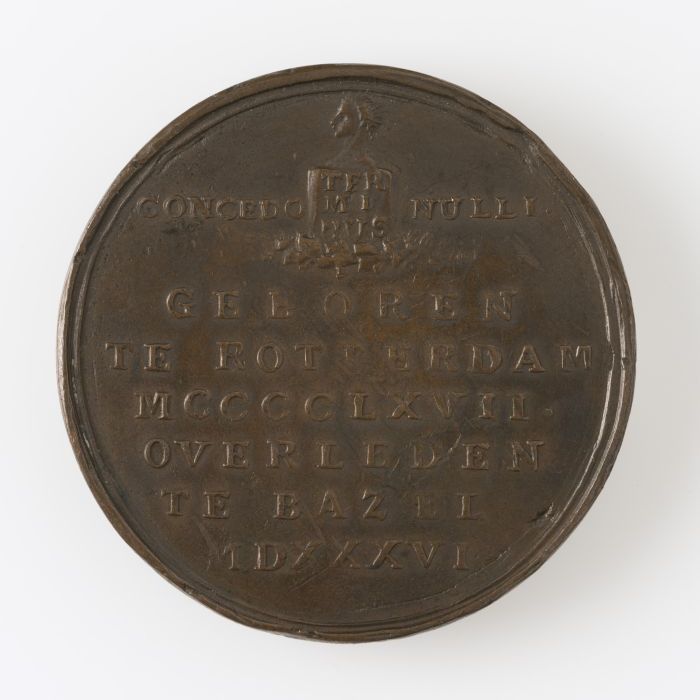 TER
CONCEDO MI NULLI.
NUS
GEBOREN
TE ROTTERDAM
MCCCCLXVII.
OVERLEDEN
TE BAZEL
MDXXXVI